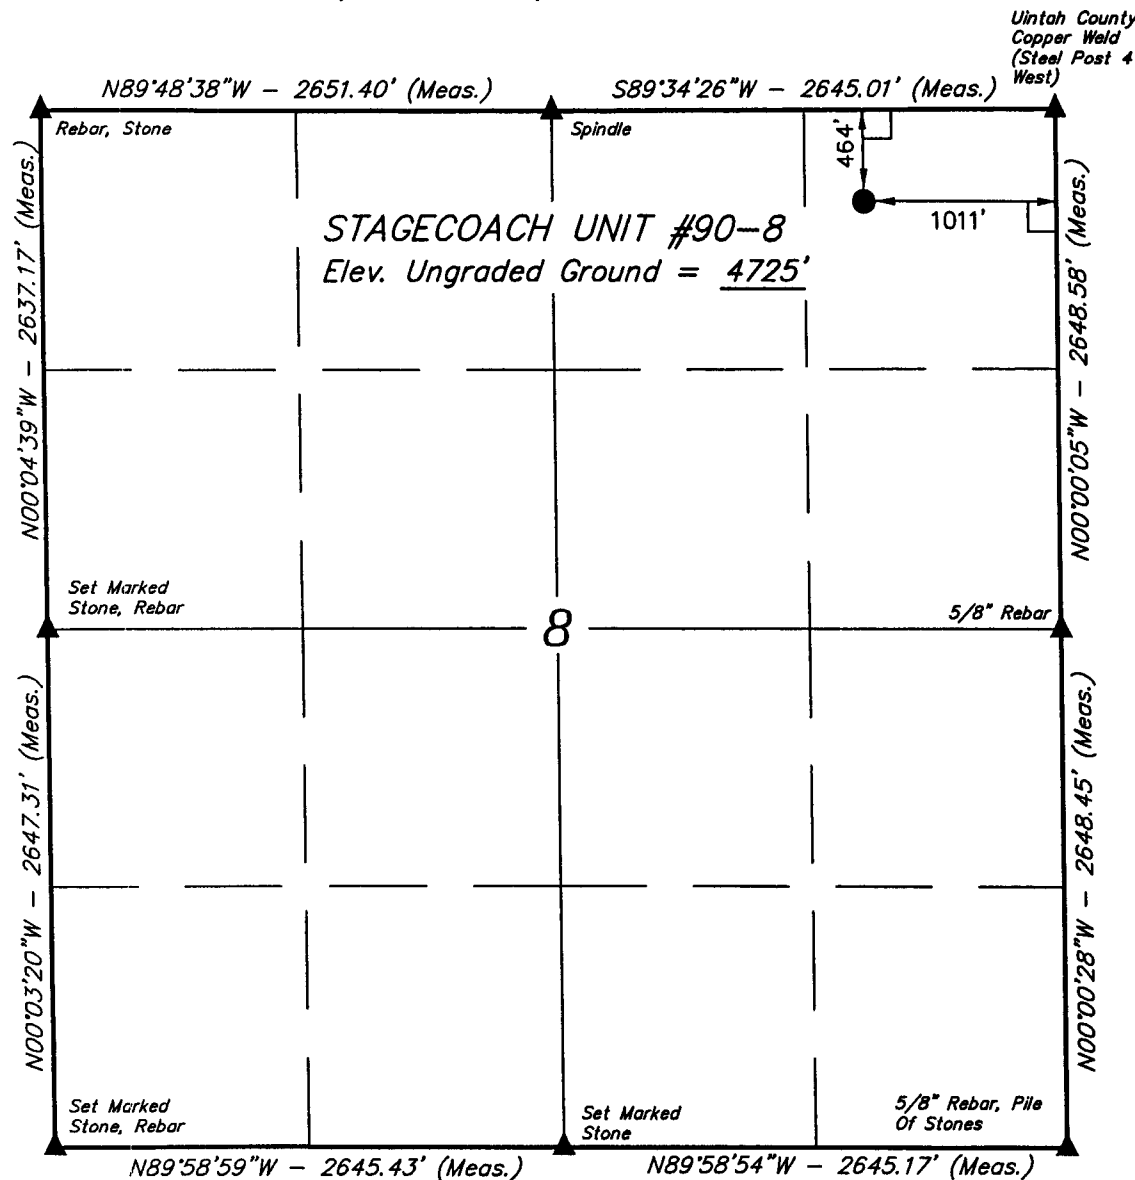 Uintah County
Copper Weld
(Steel Post 4
West)
N89°48'38"W - 2651.40' (Meas.)
S89°34'26"W - 2645.01' (Meas.)
Rebar, Stone
Spindle
464'
1011'
STAGECOACH UNIT #90-8
Elev. Ungraded Ground = 4725'
N00°04'39"W - 2637.17' (Meas.)
N00°00'05"W - 2648.58' (Meas.)
Set Marked
Stone, Rebar
8
5/8" Rebar
N00°03'20"W - 2647.31' (Meas.)
N00°00'28"W - 2648.45' (Meas.)
Set Marked
Stone, Rebar
Set Marked
Stone
5/8" Rebar, Pile
Of Stones
N89°58'59"W - 2645.43' (Meas.)
N89°58'54"W - 2645.17' (Meas.)